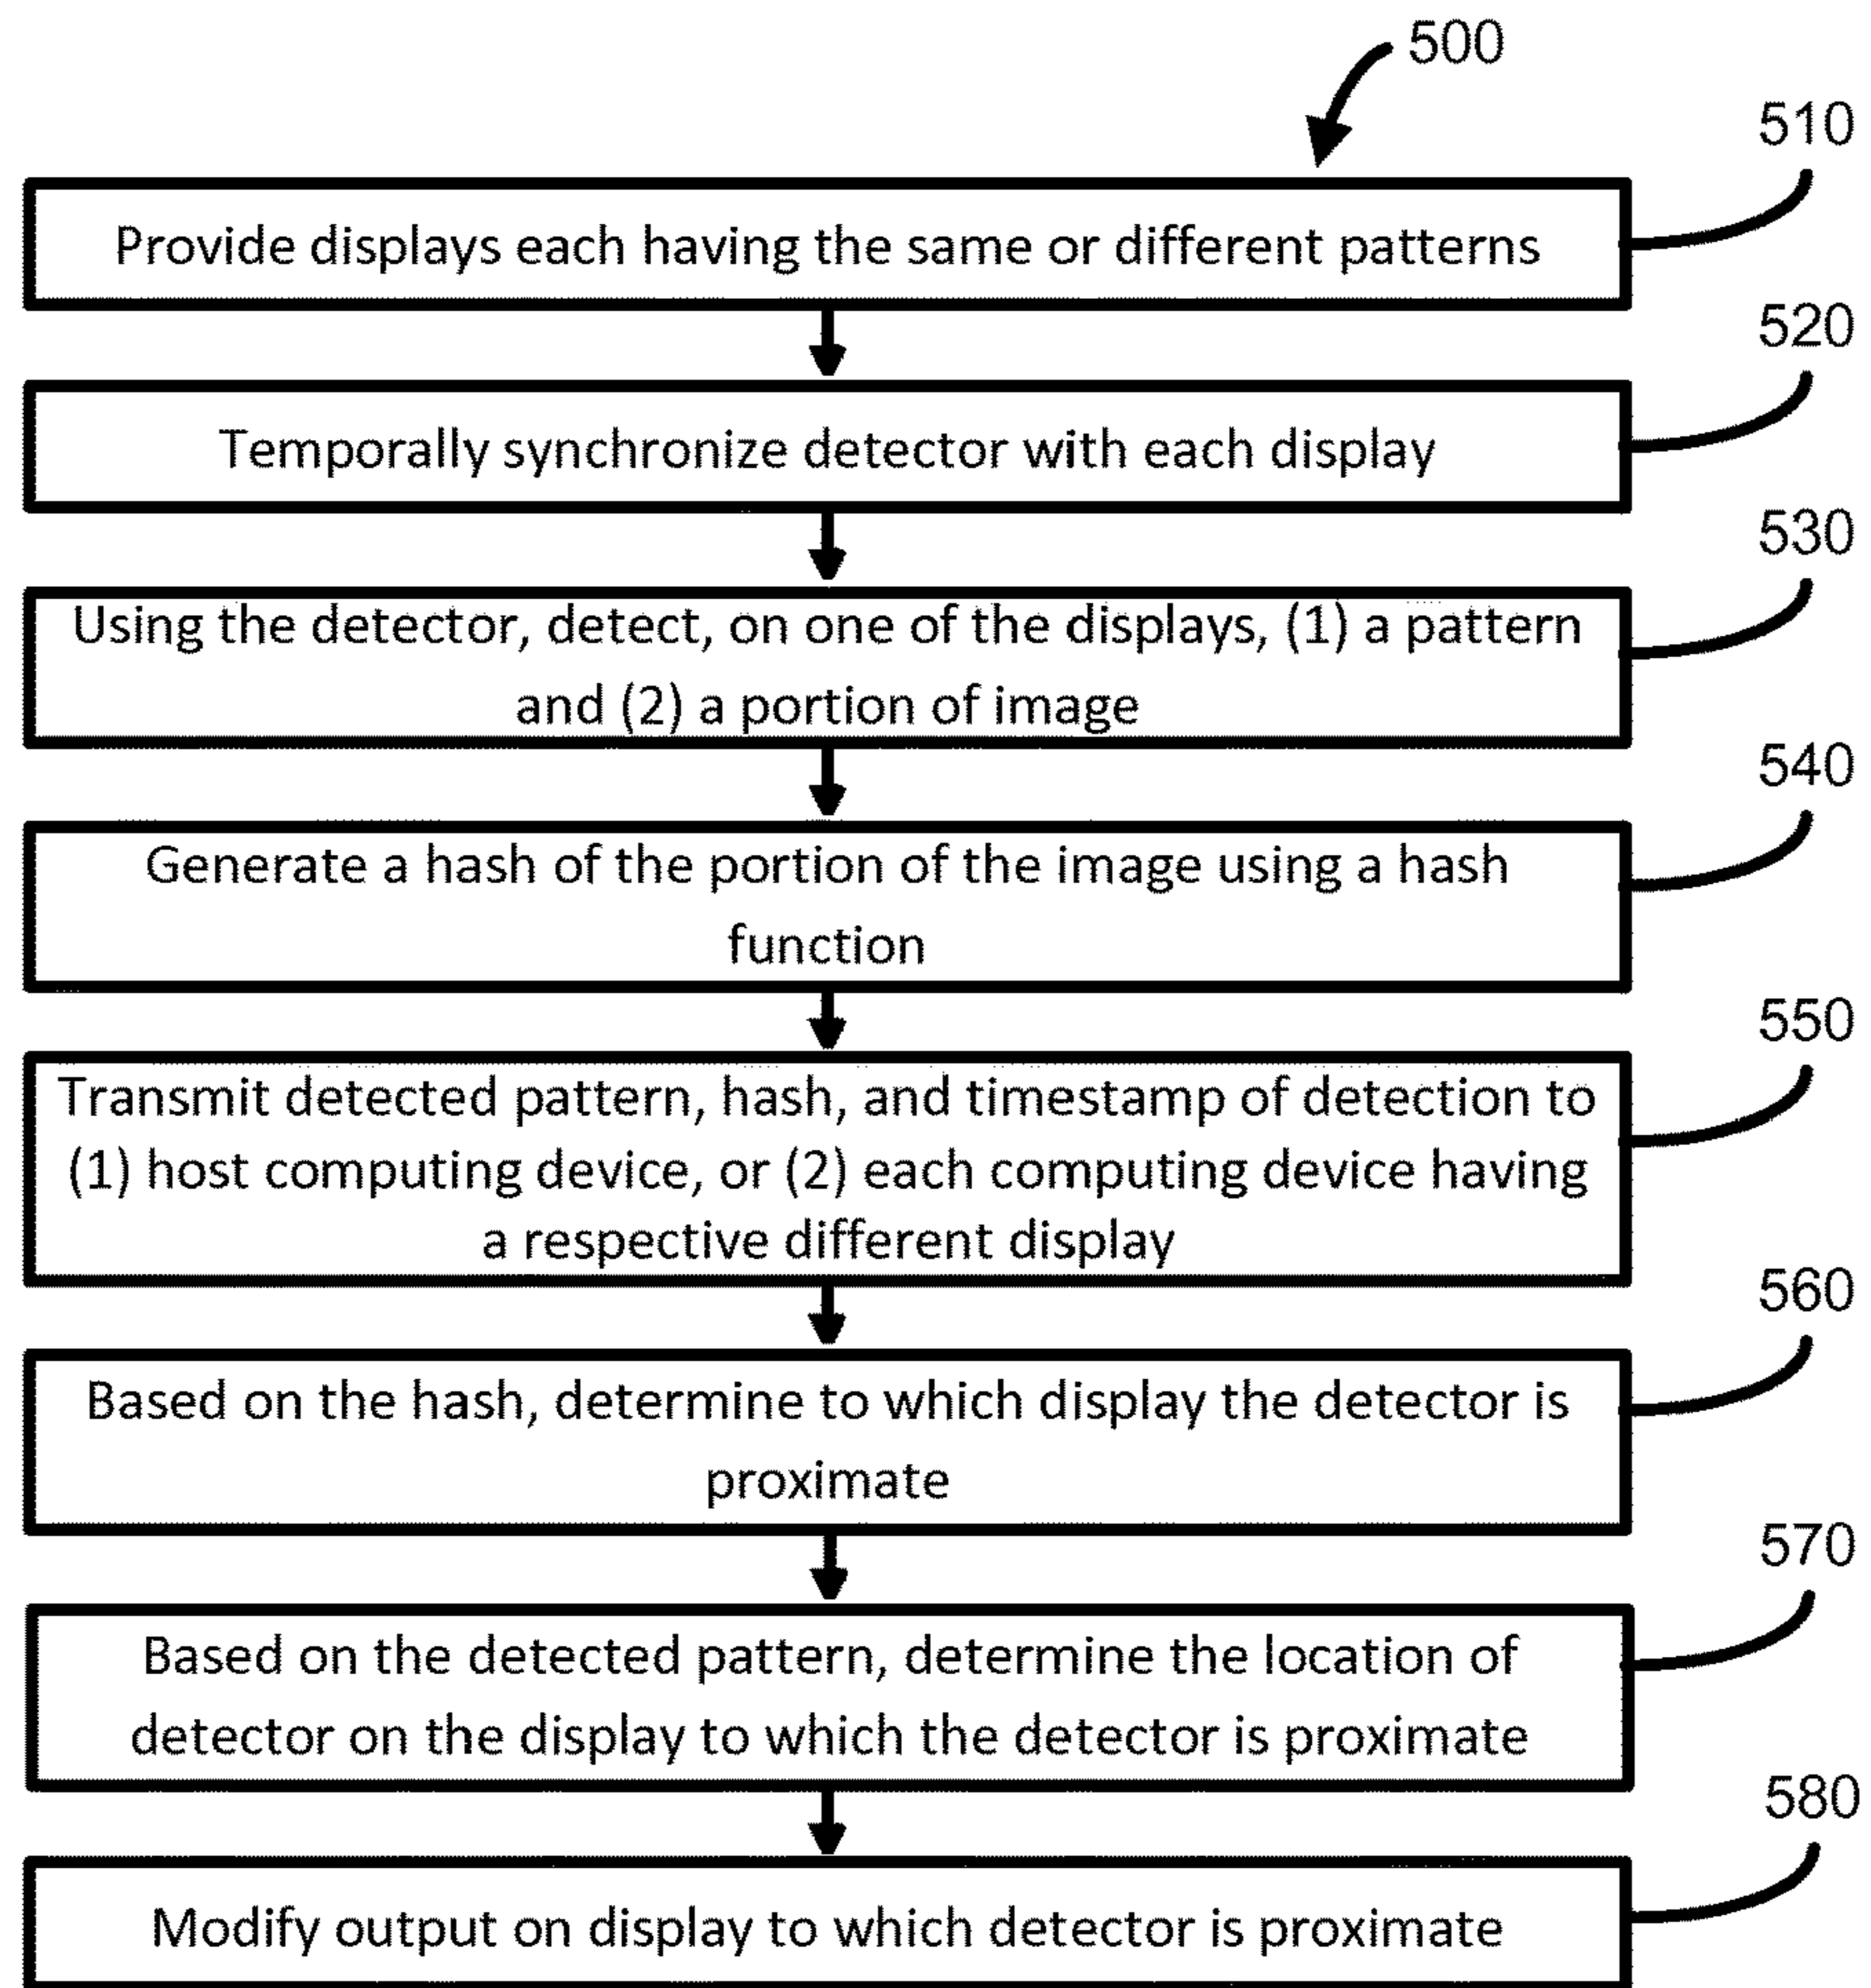 500
510
Provide displays each having the same or different patterns
520
Temporally synchronize detector with each display
530
Using the detector, detect, on one of the displays, (1) a pattern
and (2) a portion of image
540
Generate a hash of the portion of the image using a hash
function
550
Transmit detected pattern, hash, and timestamp of detection to
(1) host computing device, or (2) each computing device having
a respective different display
560
Based on the hash, determine to which display the detector is
proximate
570
Based on the detected pattern, determine the location of
detector on the display to which the detector is proximate
580
Modify output on display to which detector is proximate